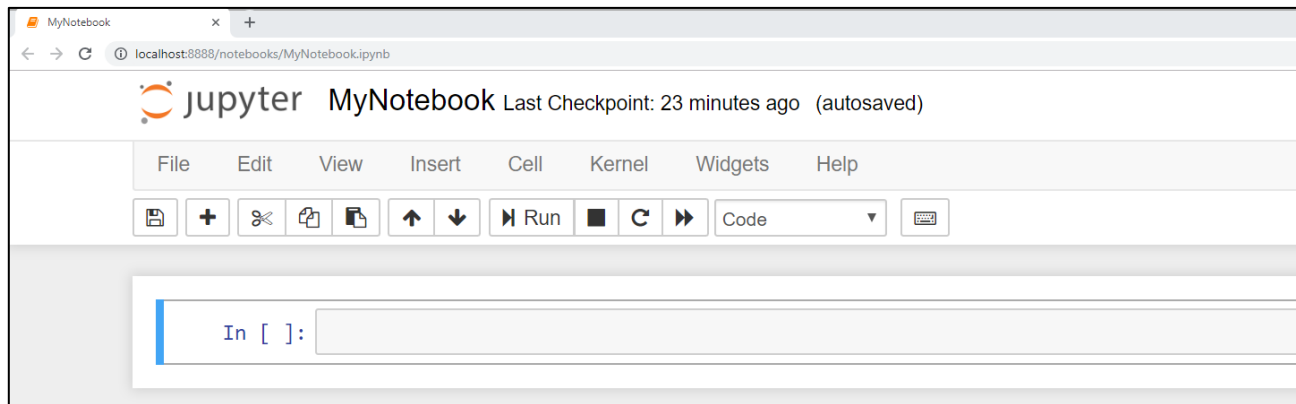 MyNotebook
localhost:8888/notebooks/MyNotebook.ipynb
jupyter MyNotebook Last Checkpoint: 23 minutes ago (autosaved)
File Edit View Insert Cell Kernel Widgets Help
Run Code
In [ ]: